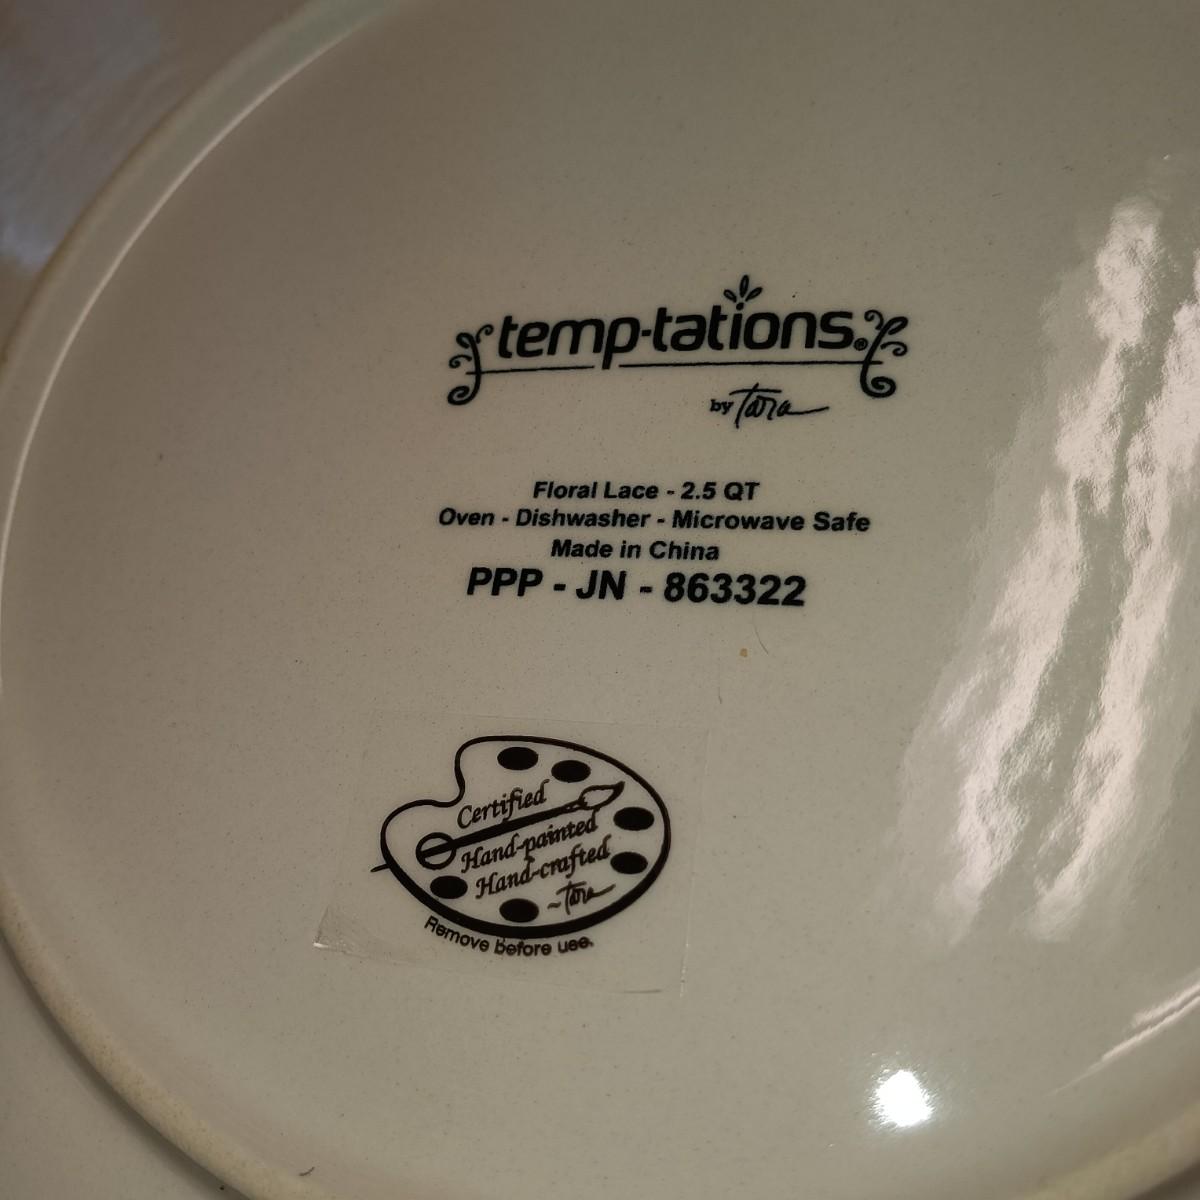 temp-tations.®
by Tara
Floral Lace - 2.5 QT
Oven - Dishwasher - Microwave Safe
Made in China
PPP - JN - 863322
Certified
Hand-painted
Hand-crafted
~Tara
Remove before use.